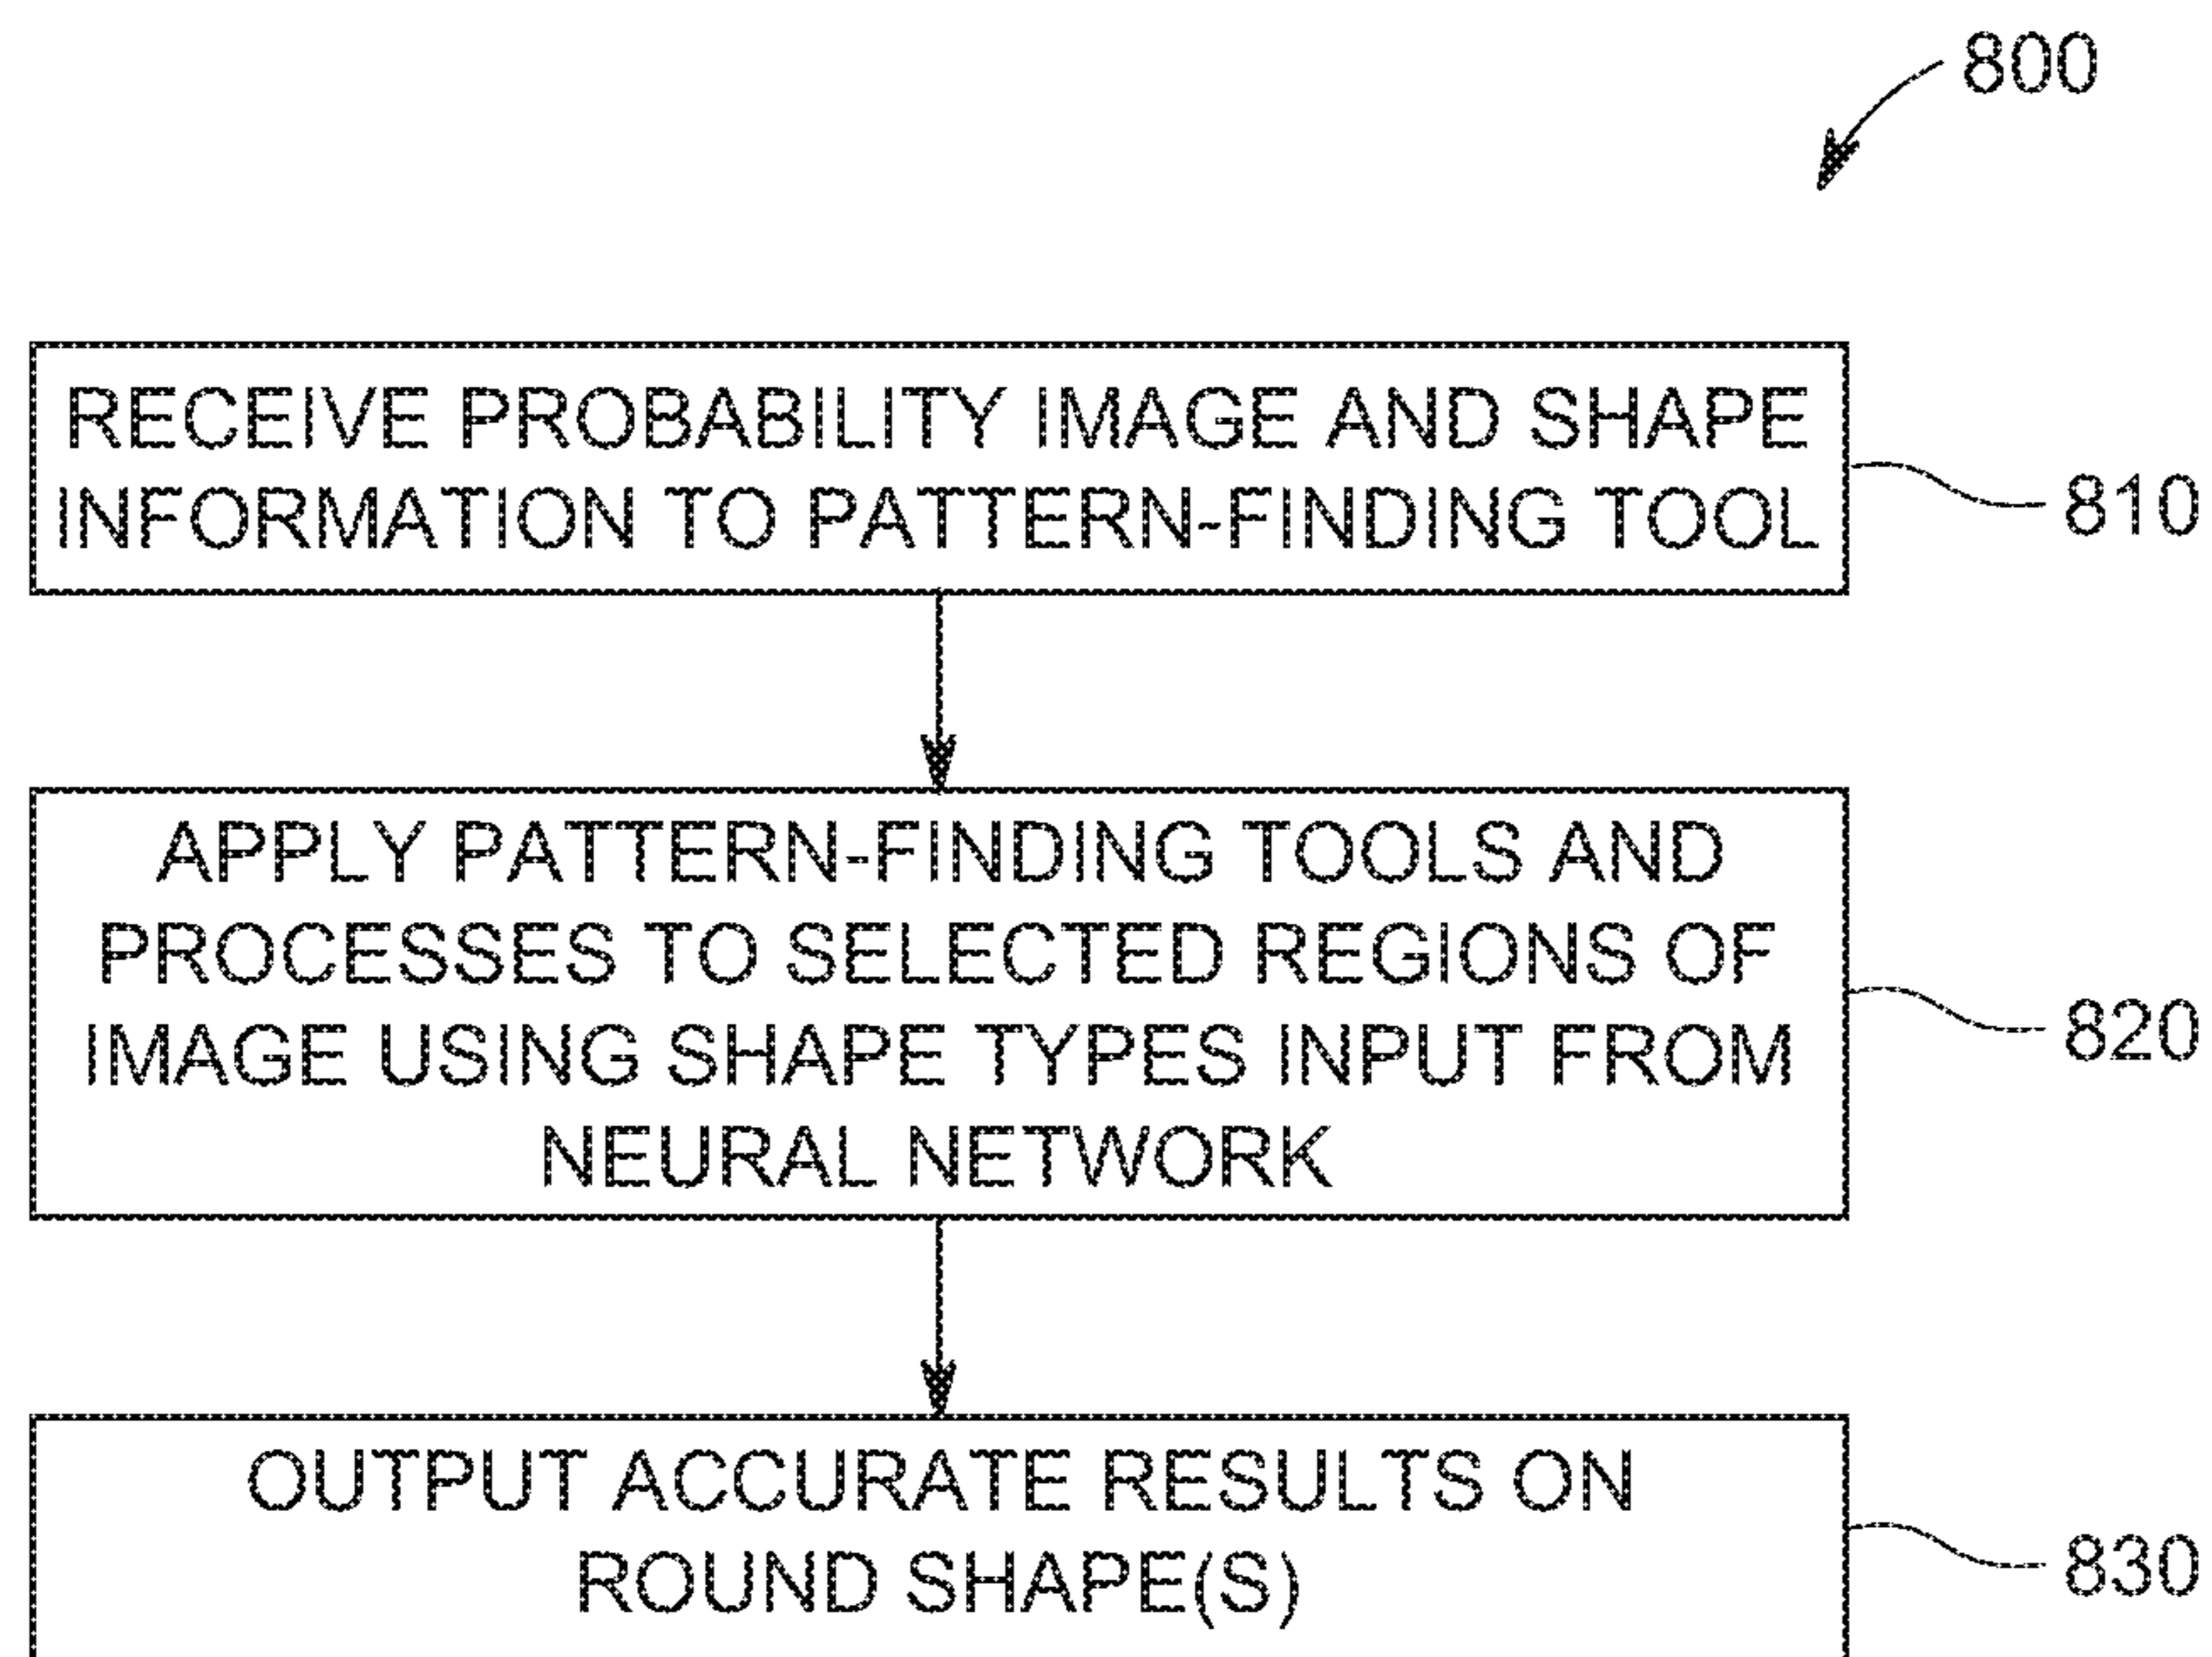 800
RECEIVE PROBABILITY IMAGE AND SHAPE
INFORMATION TO PATTERN-FINDING TOOL
810
APPLY PATTERN-FINDING TOOLS AND
PROCESSES TO SELECTED REGIONS OF
IMAGE USING SHAPE TYPES INPUT FROM
NEURAL NETWORK
820
OUTPUT ACCURATE RESULTS ON
ROUND SHAPE(S)
830